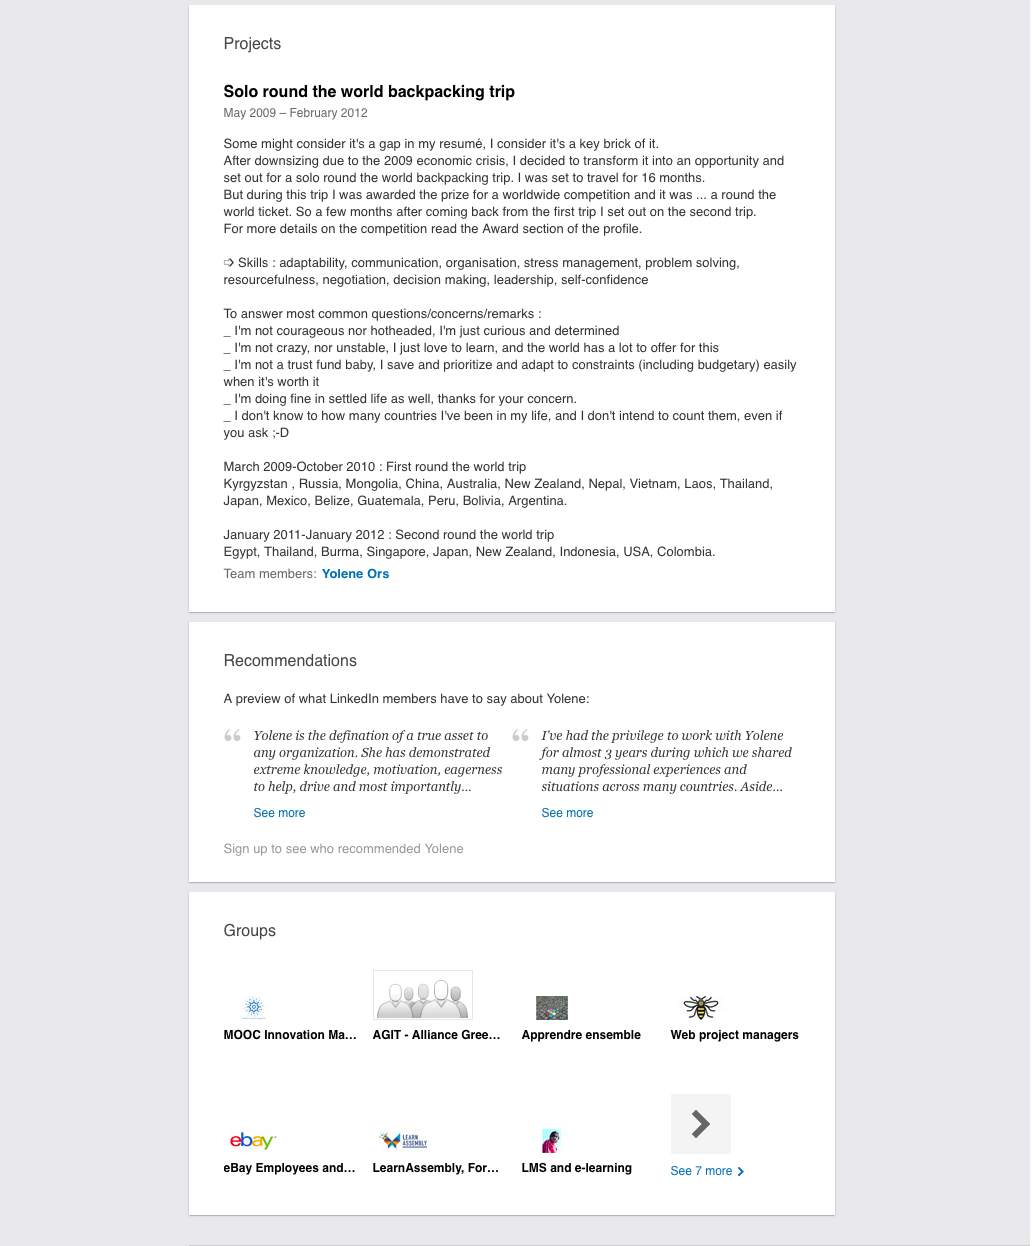 Projects
Solo round the world backpacking trip
May 2009 – February 2012
Some might consider it's a gap in my resumé, I consider it's a key brick of it.
After downsizing due to the 2009 economic crisis, I decided to transform it into an opportunity and
set out for a solo round the world backpacking trip. I was set to travel for 16 months.
But during this trip I was awarded the prize for a worldwide competition and it was ... a round the
world ticket. So a few months after coming back from the first trip I set out on the second trip.
For more details on the competition read the Award section of the profile.
➩ Skills : adaptability, communication, organisation, stress management, problem solving,
resourcefulness, negotiation, decision making, leadership, self-confidence
To answer most common questions/concerns/remarks :
_ I'm not courageous nor hotheaded, I'm just curious and determined
_ I'm not crazy, nor unstable, I just love to learn, and the world has a lot to offer for this
_ I'm not a trust fund baby, I save and prioritize and adapt to constraints (including budgetary) easily
when it's worth it
_ I'm doing fine in settled life as well, thanks for your concern.
_ I don't know to how many countries I've been in my life, and I don't intend to count them, even if
you ask ;-D
March 2009-October 2010 : First round the world trip
Kyrgyzstan , Russia, Mongolia, China, Australia, New Zealand, Nepal, Vietnam, Laos, Thailand,
Japan, Mexico, Belize, Guatemala, Peru, Bolivia, Argentina.
January 2011-January 2012 : Second round the world trip
Egypt, Thailand, Burma, Singapore, Japan, New Zealand, Indonesia, USA, Colombia.
Team members: Yolene Ors
Recommendations
A preview of what LinkedIn members have to say about Yolene:
“ Yolene is the defination of a true asset to
any organization. She has demonstrated
extreme knowledge, motivation, eagerness
to help, drive and most importantly...
See more
“ I've had the privilege to work with Yolene
for almost 3 years during which we shared
many professional experiences and
situations across many countries. Aside...
See more
Sign up to see who recommended Yolene
Groups
MOOC Innovation Ma...
AGIT - Alliance Gree...
Apprendre ensemble
Web project managers
ebay
LEARN
ASSEMBLY
eBay Employees and...
LearnAssembly, For...
LMS and e-learning
See 7 more